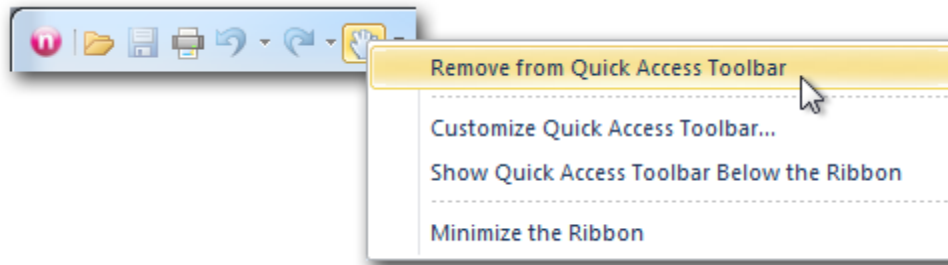 n
Remove from Quick Access Toolbar
Customize Quick Access Toolbar...
Show Quick Access Toolbar Below the Ribbon
Minimize the Ribbon